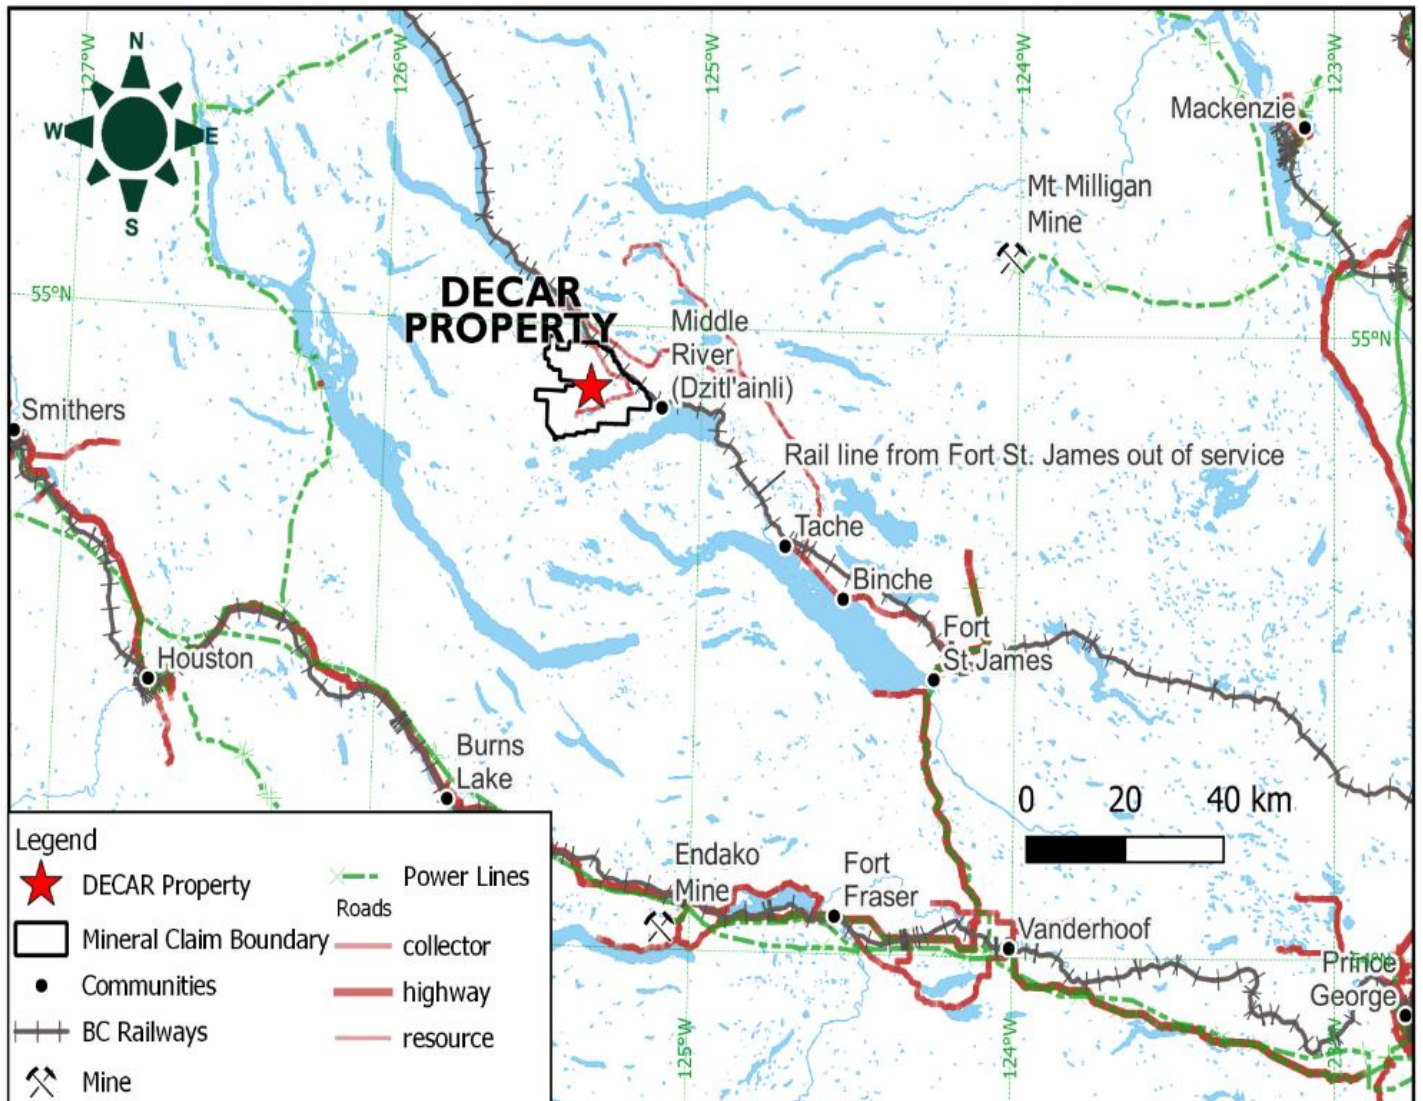 127°W
126°W
125°W
124°W
123°W
N
W
E
S
Mackenzie
Mt Milligan
Mine
55°N
DECAR
PROPERTY
Middle
River
(Dzitl'ainli)
55°N
Smithers
Rail line from Fort St. James out of service
Tache
Binche
Fort
St James
Houston
Burns
Lake
0 20 40 km
Endako
Mine
Fort
Fraser
Vanderhoof
Prince
George
125°W
124°W
Legend
DECAR Property
Mineral Claim Boundary
Communities
BC Railways
Mine
Power Lines
Roads
collector
highway
resource